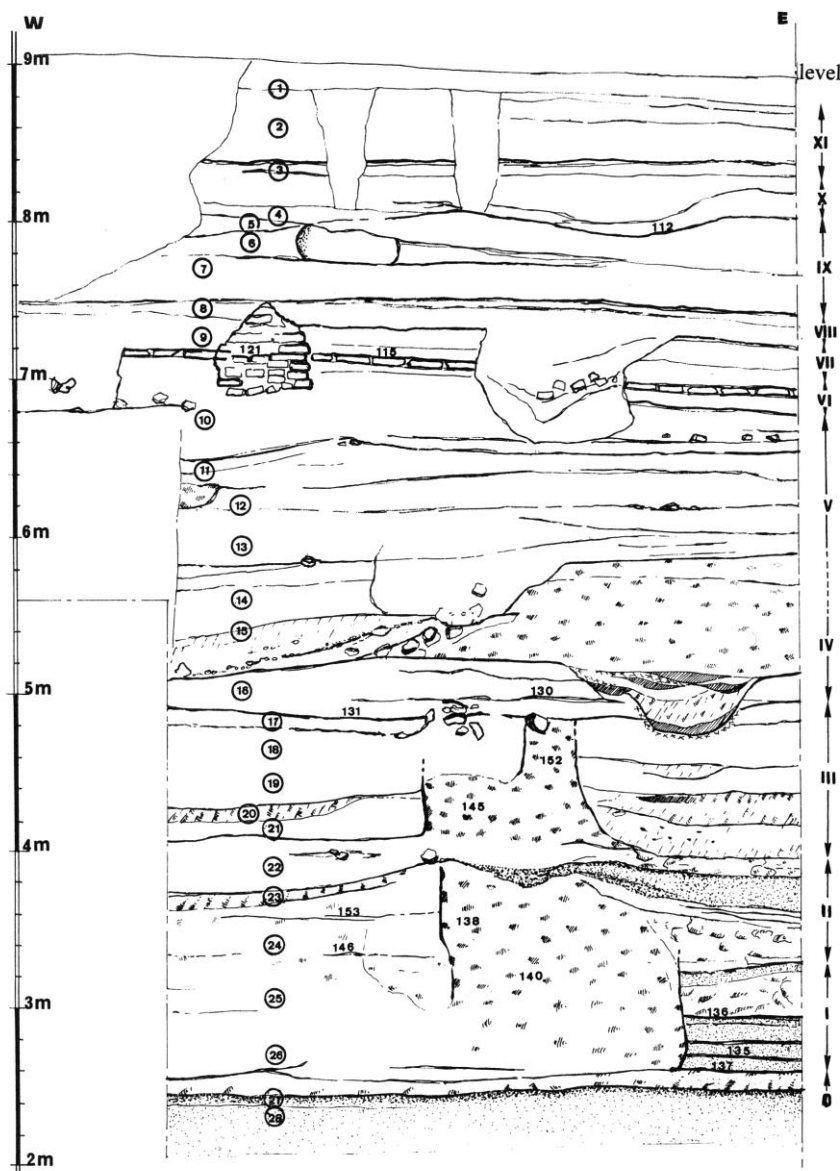 W E
9m level
①
② XI
③
8m ④ X
⑤ 112
⑥
⑦ IX
⑧
⑨ VIII
121 115 VII
7m
VI
⑩
⑪
⑫ V
6m
⑬
⑭
⑮ IV
5m ⑯ 130
131
⑰
⑱ 152
⑲ III
145
⑳
㉑
4m
㉒
㉓ II
153 138
㉔ 146
140
3m ㉕ 136 I
㉖ 135
137
㉗ 0
㉘
2m